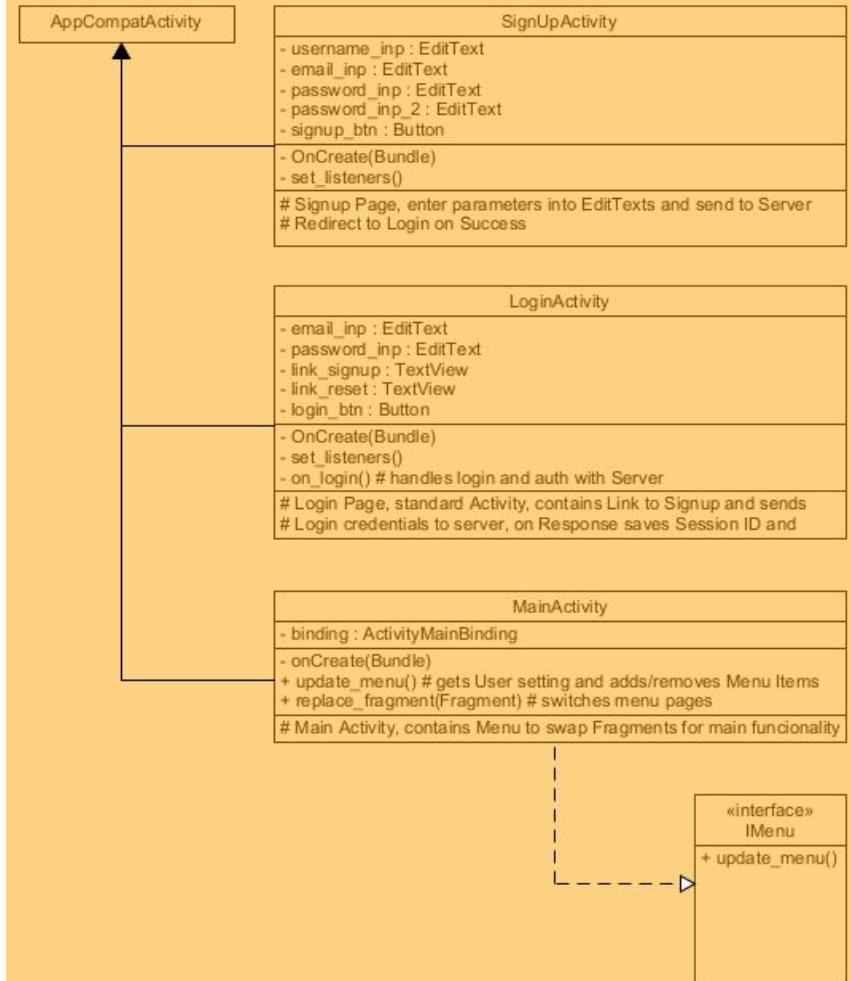 AppCompatActivity
SignUpActivity
- username_inp : EditText
- email_inp : EditText
- password_inp : EditText
- password_inp_2 : EditText
- signup_btn : Button
- OnCreate(Bundle)
- set_listeners()
# Signup Page, enter parameters into EditTexts and send to Server
# Redirect to Login on Success
LoginActivity
- email_inp : EditText
- password_inp : EditText
- link_signup : TextView
- link_reset : TextView
- login_btn : Button
- OnCreate(Bundle)
- set_listeners()
- on_login() # handles login and auth with Server
# Login Page, standard Activity, contains Link to Signup and sends
# Login credentials to server, on Response saves Session ID and
MainActivity
- binding : ActivityMainBinding
- onCreate(Bundle)
+ update_menu() # gets User setting and adds/removes Menu Items
+ replace_fragment(Fragment) # switches menu pages
# Main Activity, contains Menu to swap Fragments for main funcionality
«interface»
IMenu
+ update_menu()